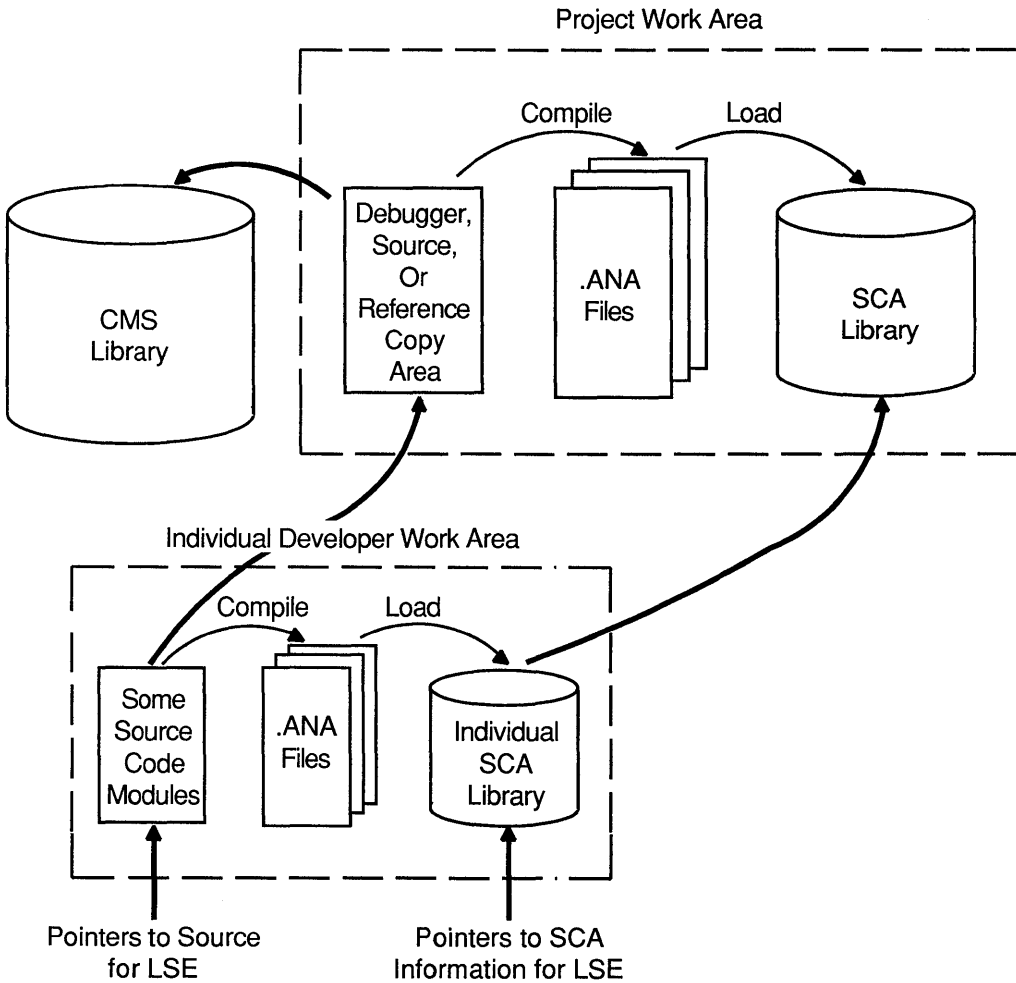 Project Work Area
Compile
Load
Debugger,
Source,
Or
Reference
Copy
Area
.ANA
Files
SCA
Library
CMS
Library
Individual Developer Work Area
Compile
Load
Some
Source
Code
Modules
.ANA
Files
Individual
SCA
Library
Pointers to Source
for LSE
Pointers to SCA
Information for LSE